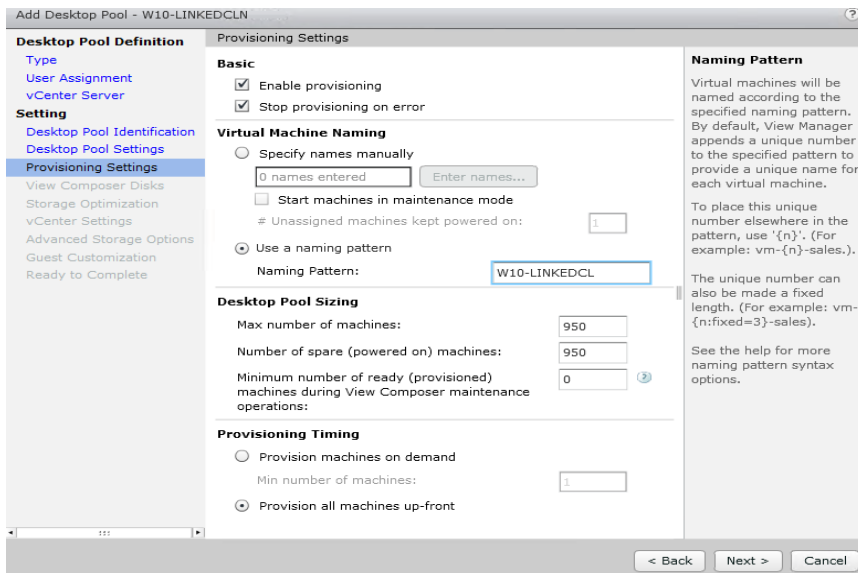 Add Desktop Pool - W10-LINKEDCLN
?
Desktop Pool Definition
Type
User Assignment
vCenter Server
Setting
Desktop Pool Identification
Desktop Pool Settings
Provisioning Settings
View Composer Disks
Storage Optimization
vCenter Settings
Advanced Storage Options
Guest Customization
Ready to Complete
Provisioning Settings
Basic
Enable provisioning
Stop provisioning on error
Virtual Machine Naming
Specify names manually
0 names entered
Enter names...
Start machines in maintenance mode
# Unassigned machines kept powered on:
1
Use a naming pattern
Naming Pattern:
W10-LINKEDCL
Desktop Pool Sizing
Max number of machines:
950
Number of spare (powered on) machines:
950
Minimum number of ready (provisioned)
machines during View Composer maintenance
operations:
0
Provisioning Timing
Provision machines on demand
Min number of machines:
1
Provision all machines up-front
Naming Pattern
Virtual machines will be
named according to the
specified naming pattern.
By default, View Manager
appends a unique number
to the specified pattern to
provide a unique name for
each virtual machine.
To place this unique
number elsewhere in the
pattern, use '{n}'. (For
example: vm-{n}-sales.).
The unique number can
also be made a fixed
length. (For example: vm-
{n:fixed=3}-sales).
See the help for more
naming pattern syntax
options.
< Back
Next >
Cancel